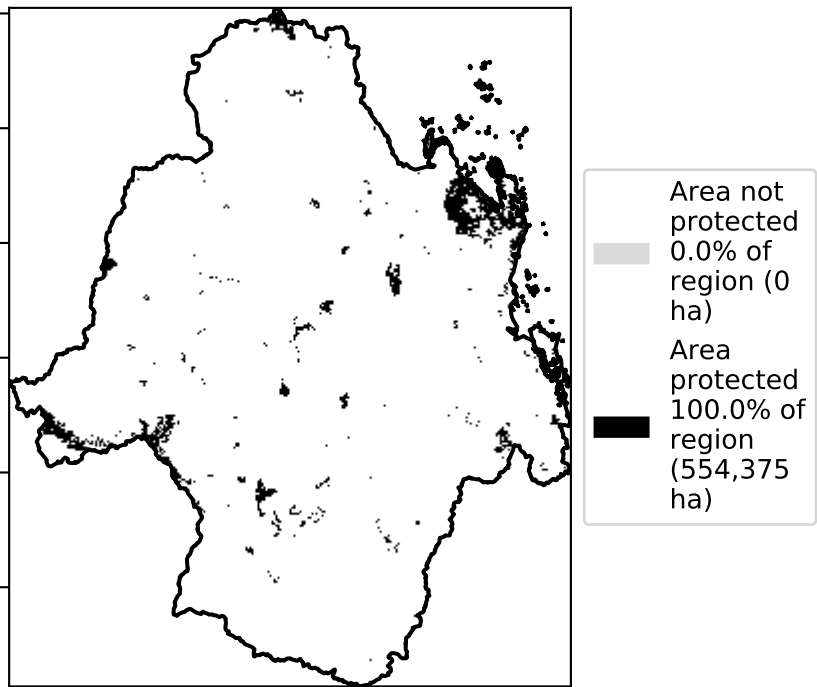 Area not
protected
0.0% of
region (0
ha)
Area
protected
100.0% of
region
(554,375
ha)